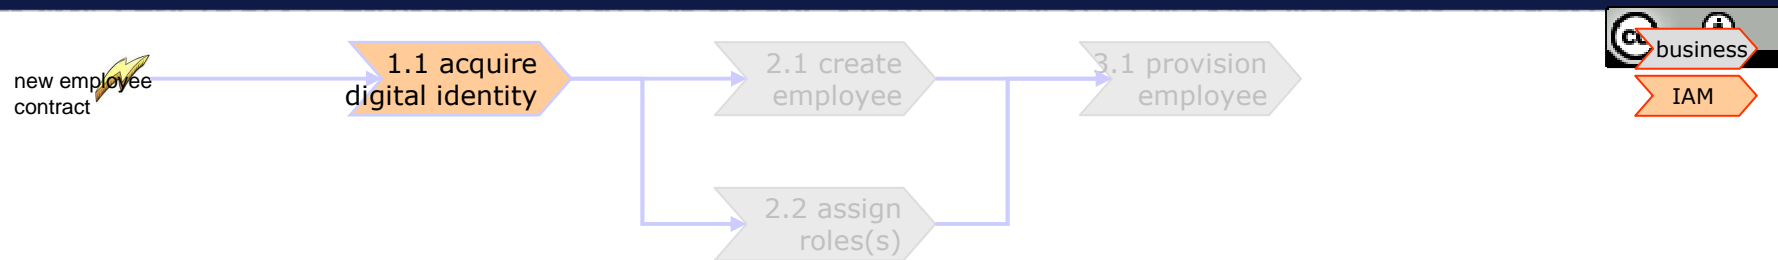 new employee
contract
1.1 acquire
digital identity
2.1 create
employee
3.1 provision
employee
2.2 assign
roles(s)
business
IAM